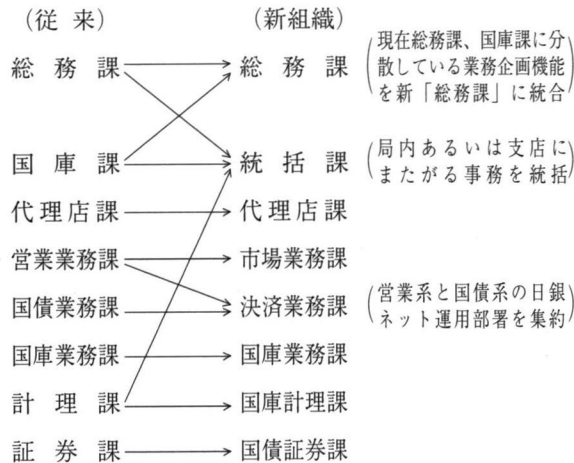 (従 来) (新組織)
総 務 課 総 務 課 (現在総務課、国庫課に分
散している業務企画機能
を新「総務課」に統合)
国 庫 課 統 括 課 (局内あるいは支店に
またがる事務を統括)
代理店課 代理店課
営業業務課 市場業務課
国債業務課 決済業務課 (営業系と国債系の日銀
ネット運用部署を集約)
国庫業務課 国庫業務課
計 理 課 国庫計理課
証 券 課 国債証券課